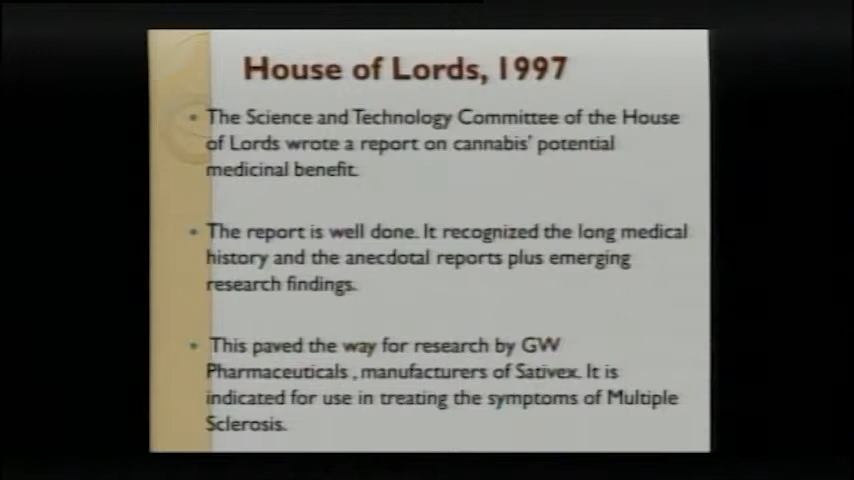 House of Lords, 1997
• The Science and Technology Committee of the House
of Lords wrote a report on cannabis' potential
medicinal benefit.
• The report is well done. It recognized the long medical
history and the anecdotal reports plus emerging
research findings.
• This paved the way for research by GW
Pharmaceuticals , manufacturers of Sativex. It is
indicated for use in treating the symptoms of Multiple
Sclerosis.